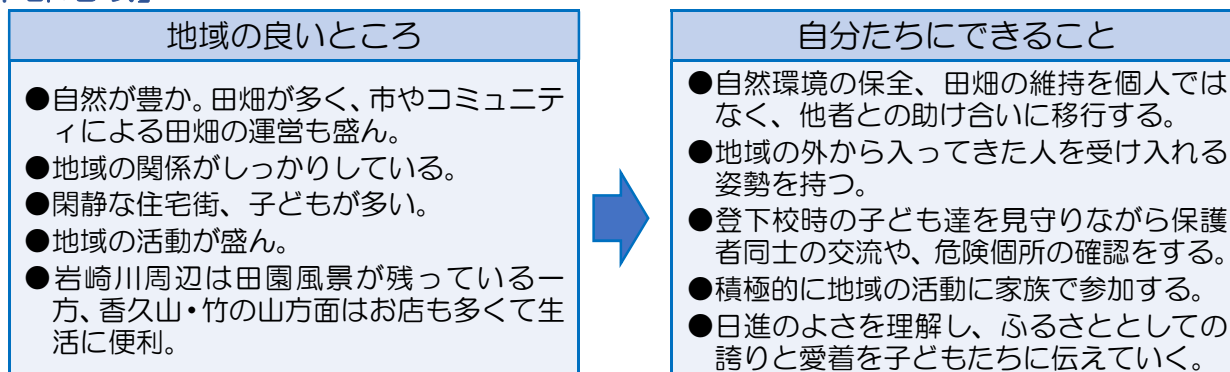 地域の良いところ
●自然が豊か。田畑が多く、市やコミュニテ
ィによる田畑の運営も盛ん。
●地域の関係がしっかりしている。
●閑静な住宅街、子どもが多い。
●地域の活動が盛ん。
●岩崎川周辺は田園風景が残っている一
方、香久山・竹の山方面はお店も多くて生
活に便利。
自分たちにできること
●自然環境の保全、田畑の維持を個人では
なく、他者との助け合いに移行する。
●地域の外から入ってきた人を受け入れる
姿勢を持つ。
●登下校時の子ども達を見守りながら保護
者同士の交流や、危険個所の確認をする。
●積極的に地域の活動に家族で参加する。
●日進のよさを理解し、ふるさととしての
誇りと愛着を子どもたちに伝えていく。